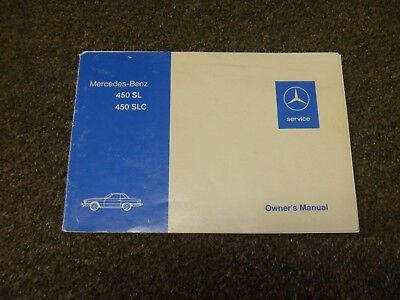 Mercedes-Benz
450 SL
450 SLC
service
Owner's Manual